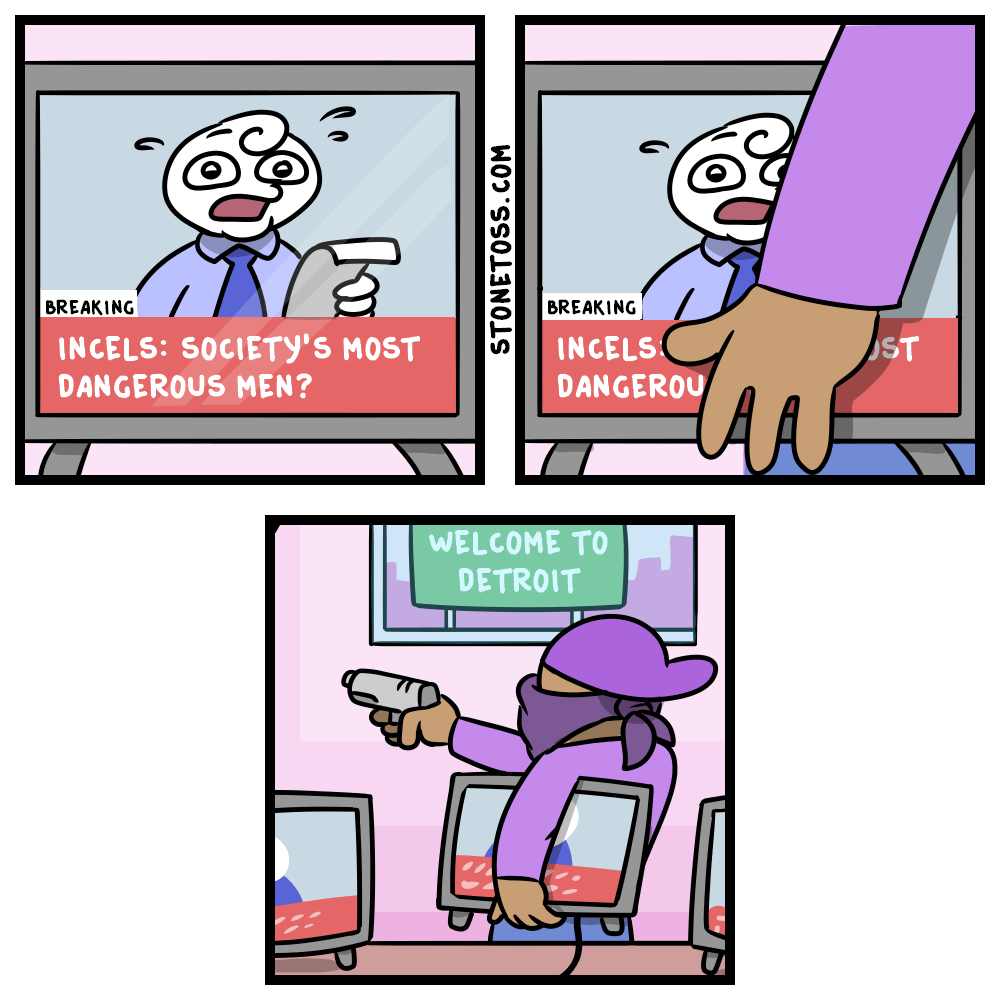 BREAKING
INCELS: SOCIETY'S MOST
DANGEROUS MEN?
STONETOSS.COM
BREAKING
INCELS:
DANGEROU
OST
WELCOME TO
DETROIT